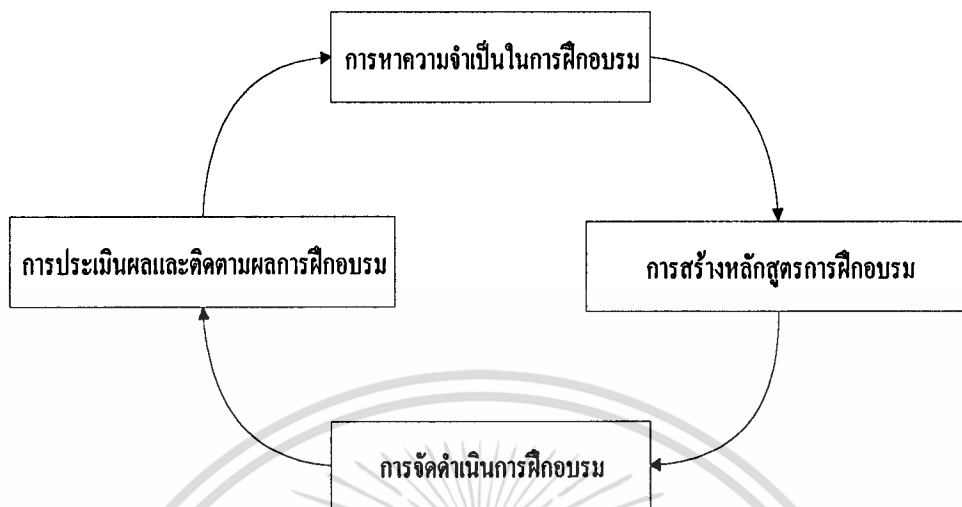 การหาความจำเป็นในการฝึกอบรม
การประเมินผลและติดตามผลการฝึกอบรม
การสร้างหลักสูตรการฝึกอบรม
การจัดดำเนินการฝึกอบรม